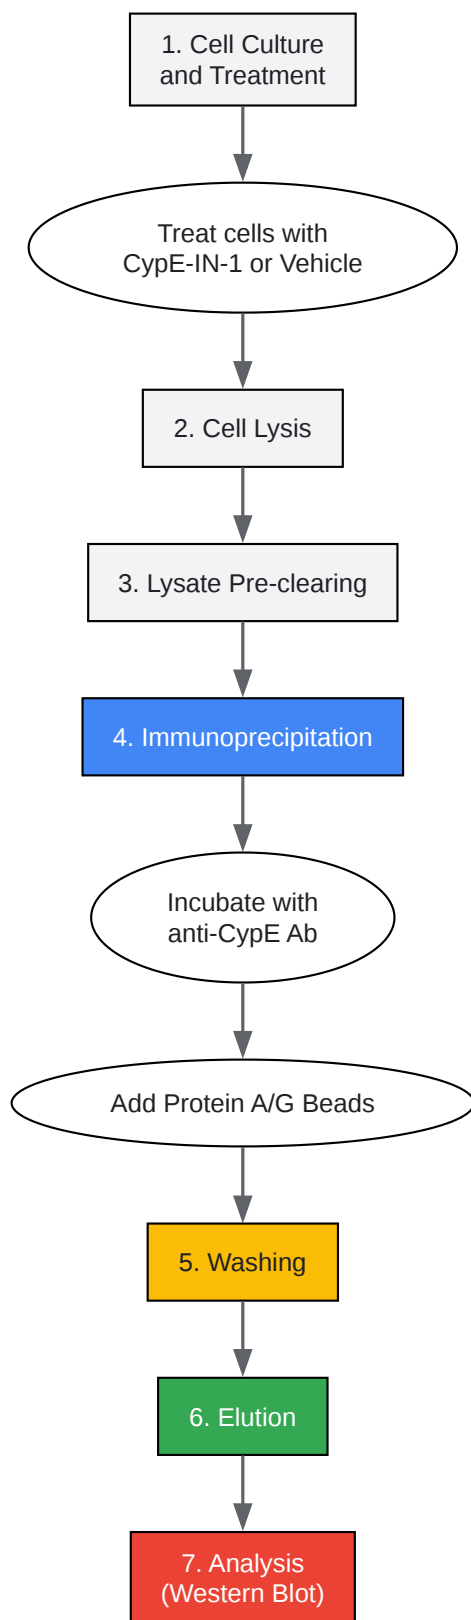 1. Cell Culture
and Treatment
Treat cells with
CypE-IN-1 or Vehicle
2. Cell Lysis
3. Lysate Pre-clearing
4. Immunoprecipitation
Incubate with
anti-CypE Ab
Add Protein A/G Beads
5. Washing
6. Elution
7. Analysis
(Western Blot)